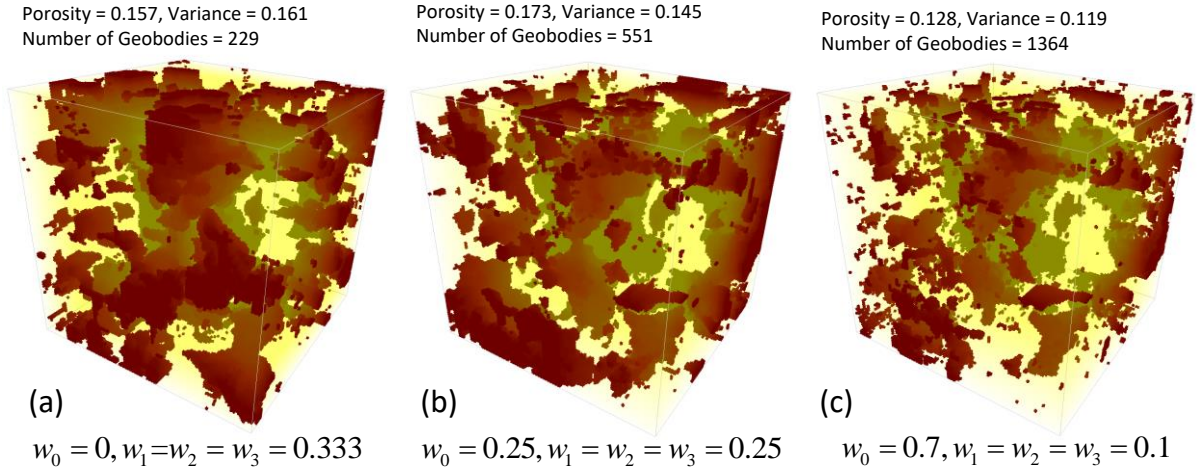 Porosity = 0.157, Variance = 0.161
Number of Geobodies = 229
Porosity = 0.173, Variance = 0.145
Number of Geobodies = 551
Porosity = 0.128, Variance = 0.119
Number of Geobodies = 1364
(a)
(b)
(c)
w₀ = 0, w₁=w₂ = w₃ = 0.333
w₀ = 0.25, w₁ = w₂ = w₃ = 0.25
w₀ = 0.7, w₁ = w₂ = w₃ = 0.1